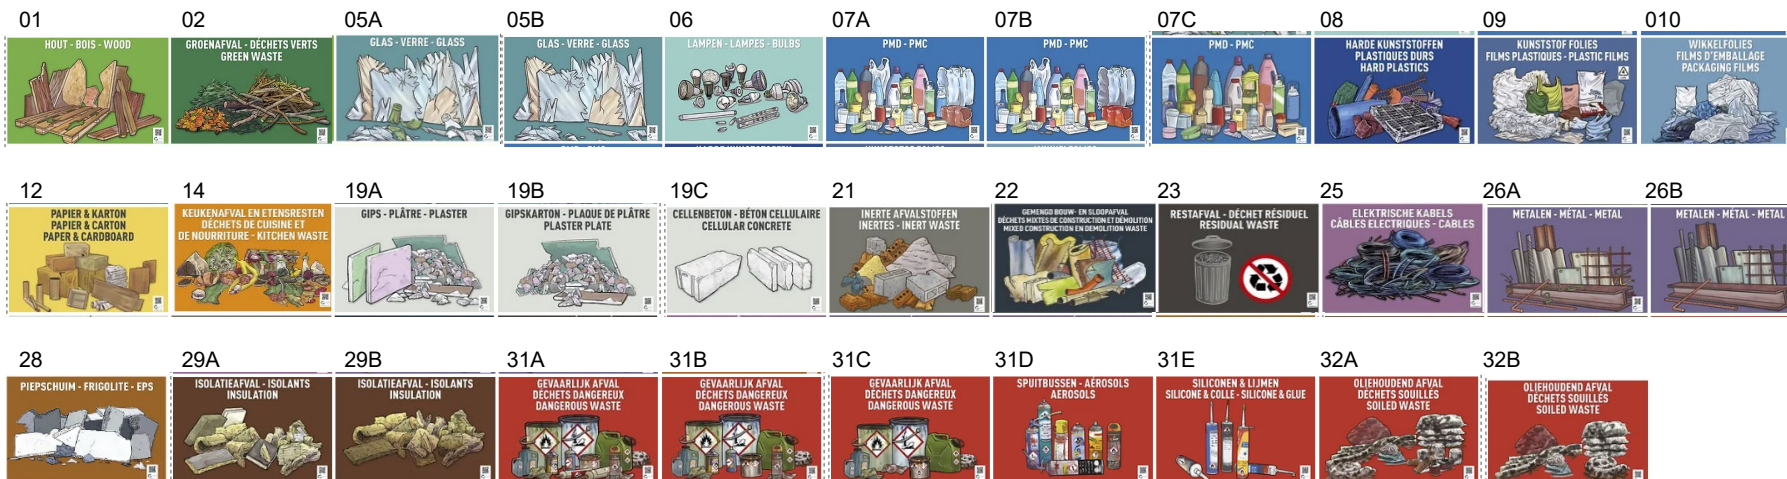 01 02 05A 05B 06 07A 07B 07C 08 09 010
HOUT - BOIS - WOOD
GROENAFVAL - DÉCHETS VERTS
GREEN WASTE
GLAS - VERRE - GLASS
GLAS - VERRE - GLASS
LAMPEN - LAMPES - BULBS
PMD - PMC
PMD - PMC
PMD - PMC
HARDE KUNSTSTOFFEN
PLASTIQUES DURS
HARD PLASTICS
KUNSTSTOF FOLIES
FILMS PLASTIQUES - PLASTIC FILMS
WIKKELFOLIES
FILMS D'EMBALLAGE
PACKAGING FILMS
12 14 19A 19B 19C 21 22 23 25 26A 26B
PAPIER & KARTON
PAPIER & CARTON
PAPER & CARDBOARD
KEUKENAFVAL EN ETENSRESTEN
DÉCHETS DE CUISINE ET
DE NOURRITURE - KITCHEN WASTE
GIPS - PLÂTRE - PLASTER
GIPSKARTON - PLAQUE DE PLÂTRE
PLASTER PLATE
CELLENBETON - BÉTON CELLULAIRE
CELLULAR CONCRETE
INERTE AFVALSTOFFEN
INERTES - INERT WASTE
GEMENGD BOUW- EN SLOOPAFVAL
DÉCHETS MIXTES DE CONSTRUCTION ET DÉMOLITION
MIXED CONSTRUCTION EN DEMOLITION WASTE
RESTAFVAL - DÉCHET RÉSIDUEL
RESIDUAL WASTE
ELEKTRISCHE KABELS
CÂBLES ELECTRIQUES - CABLES
METALEN - MÉTAL - METAL
METALEN - MÉTAL - METAL
28 29A 29B 31A 31B 31C 31D 31E 32A 32B
PIEPSCHUIM - FRIGOLITE - EPS
ISOLATIEAFVAL - ISOLANTS
INSULATION
ISOLATIEAFVAL - ISOLANTS
INSULATION
GEVAARLIJK AFVAL
DÉCHETS DANGEREUX
DANGEROUS WASTE
GEVAARLIJK AFVAL
DÉCHETS DANGEREUX
DANGEROUS WASTE
GEVAARLIJK AFVAL
DÉCHETS DANGEREUX
DANGEROUS WASTE
SPUITBUSSEN - AÉROSOLS
AEROSOLS
SILICONEN & LIJMEN
SILICONE & COLLE - SILICONE & GLUE
OLIEHOUDEND AFVAL
DÉCHETS SOUILLÉS
SOILED WASTE
OLIEHOUDEND AFVAL
DÉCHETS SOUILLÉS
SOILED WASTE